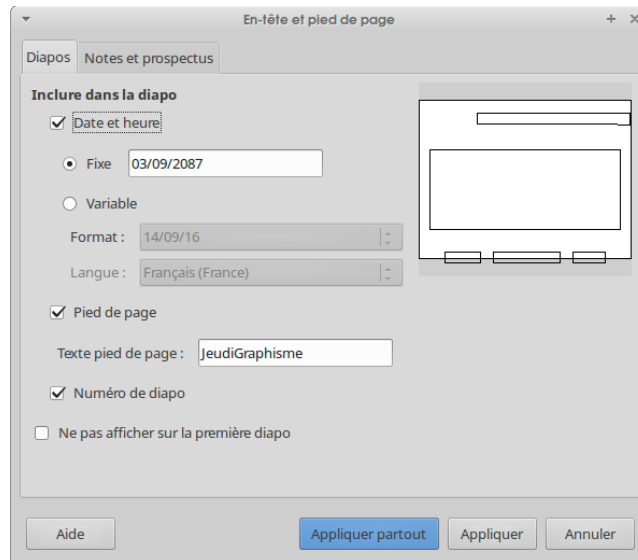 En-tête et pied de page
Diapos Notes et prospectus
Inclure dans la diapo
Date et heure
Fixe 03/09/2087
Variable
Format : 14/09/16
Langue : Français (France)
Pied de page
Texte pied de page : JeudiGraphisme
Numéro de diapo
Ne pas afficher sur la première diapo
Aide Appliquer partout Appliquer Annuler